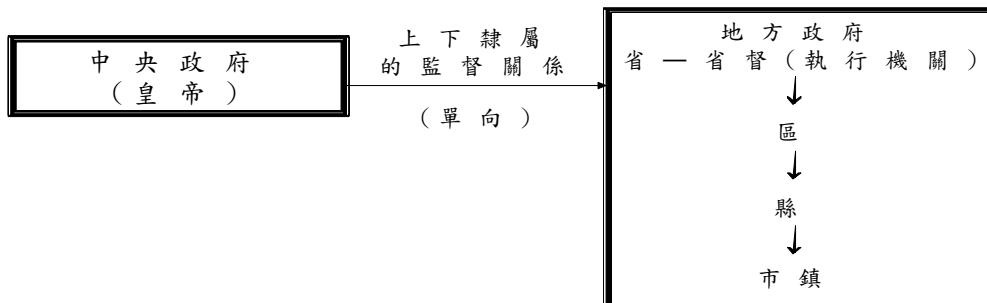 中央政府
(皇帝)
上下隸屬
的監督關係
(單向)
地方政府
省—省督(執行機關)
區
縣
市鎮